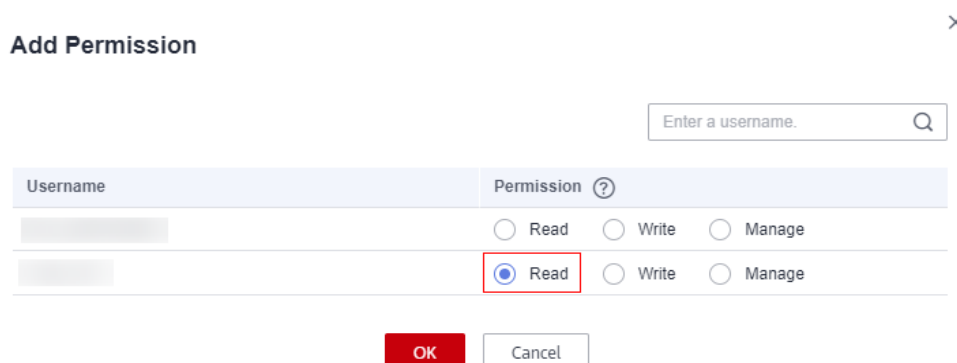 Add Permission
Enter a username.
Username Permission ?
Read Write Manage
Read Write Manage
OK Cancel